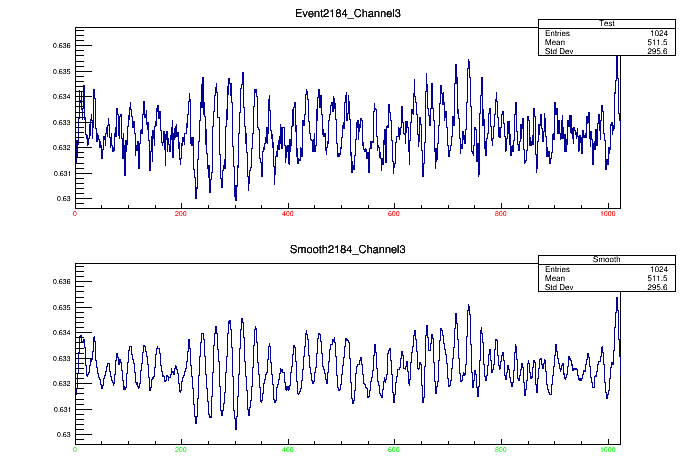 Event2184_Channel3
Test
Entries 1024
Mean 511.5
Std Dev 295.6
0.636
0.635
0.634
0.633
0.632
0.631
0.63
0 200 400 600 800 1000
Smooth2184_Channel3
Smooth
Entries 1024
Mean 511.5
Std Dev 295.6
0.636
0.635
0.634
0.633
0.632
0.631
0.63
0 200 400 600 800 1000